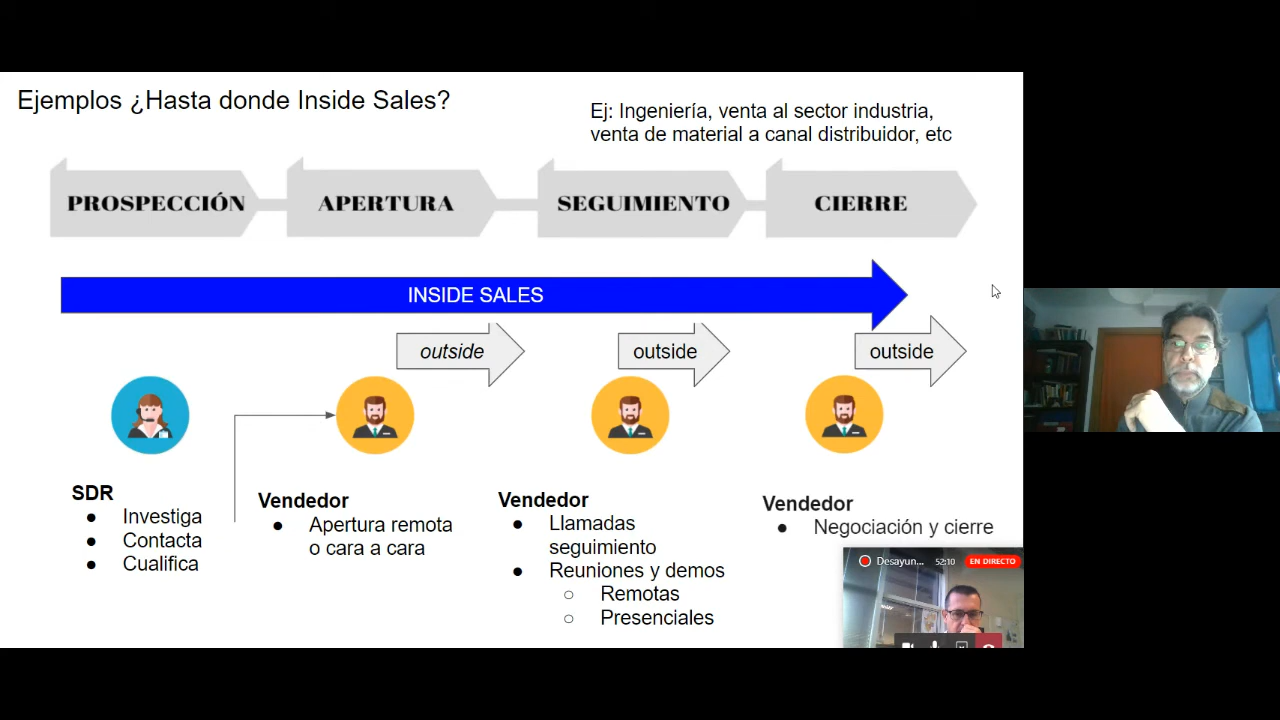 Ejemplos ¿Hasta donde Inside Sales?
Ej: Ingeniería, venta al sector industria,
venta de material a canal distribuidor, etc
PROSPECCIÓN
APERTURA
SEGUIMIENTO
CIERRE
INSIDE SALES
outside
outside
outside
SDR
● Investiga
● Contacta
● Cualifica
Vendedor
● Apertura remota
o cara a cara
Vendedor
● Llamadas
seguimiento
● Reuniones y demos
○ Remotas
○ Presenciales
Vendedor
● Negociación y cierre
Desayun... 52:10 EN DIRECTO